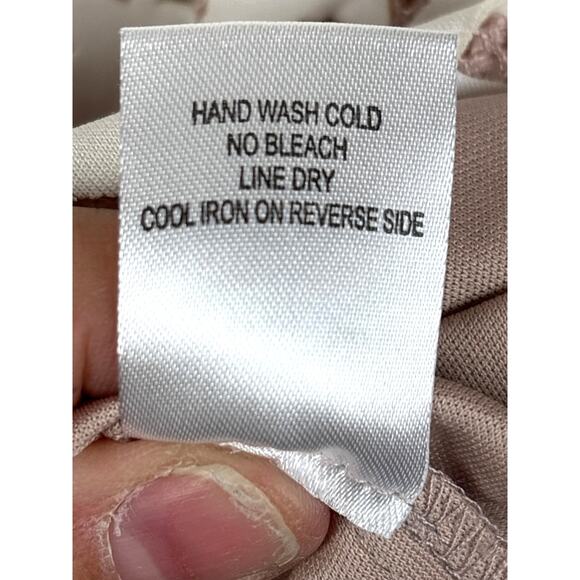 HAND WASH COLD
NO BLEACH
LINE DRY
COOL IRON ON REVERSE SIDE